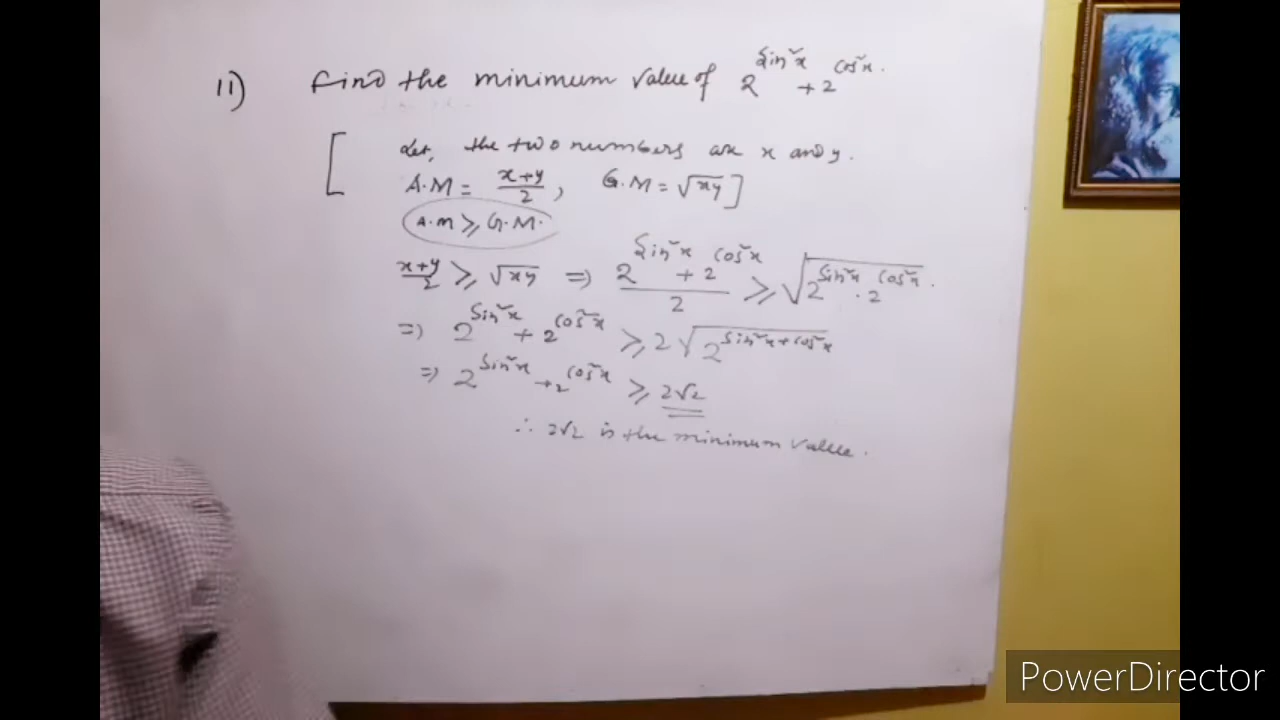 11) Find the minimum value of 2^sin²x + 2^cos²x.
[ Let, the two numbers are x and y.
A.M = x+y/2, G.M = √xy ]
A.M ≥ G.M.
x+y/2 ≥ √xy ⇒ 2^sin²x + 2^cos²x/2 ≥ √2^sin²x . 2^cos²x.
⇒ 2^sin²x + 2^cos²x ≥ 2√2^sin²x+cos²x
⇒ 2^sin²x + 2^cos²x ≥ 2√2
∴ 2√2 is the minimum value.
PowerDirector